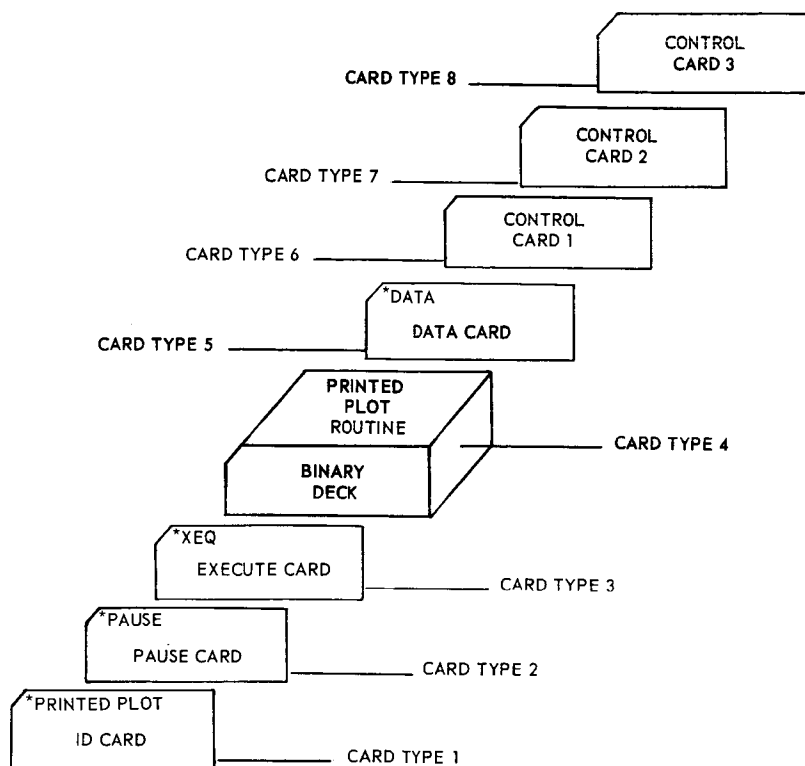 CONTROL
CARD 3
CARD TYPE 8
CONTROL
CARD 2
CARD TYPE 7
CONTROL
CARD 1
CARD TYPE 6
*DATA
DATA CARD
CARD TYPE 5
PRINTED
PLOT
ROUTINE
CARD TYPE 4
BINARY
DECK
*XEQ
EXECUTE CARD
CARD TYPE 3
*PAUSE
PAUSE CARD
CARD TYPE 2
*PRINTED PLOT
ID CARD
CARD TYPE 1